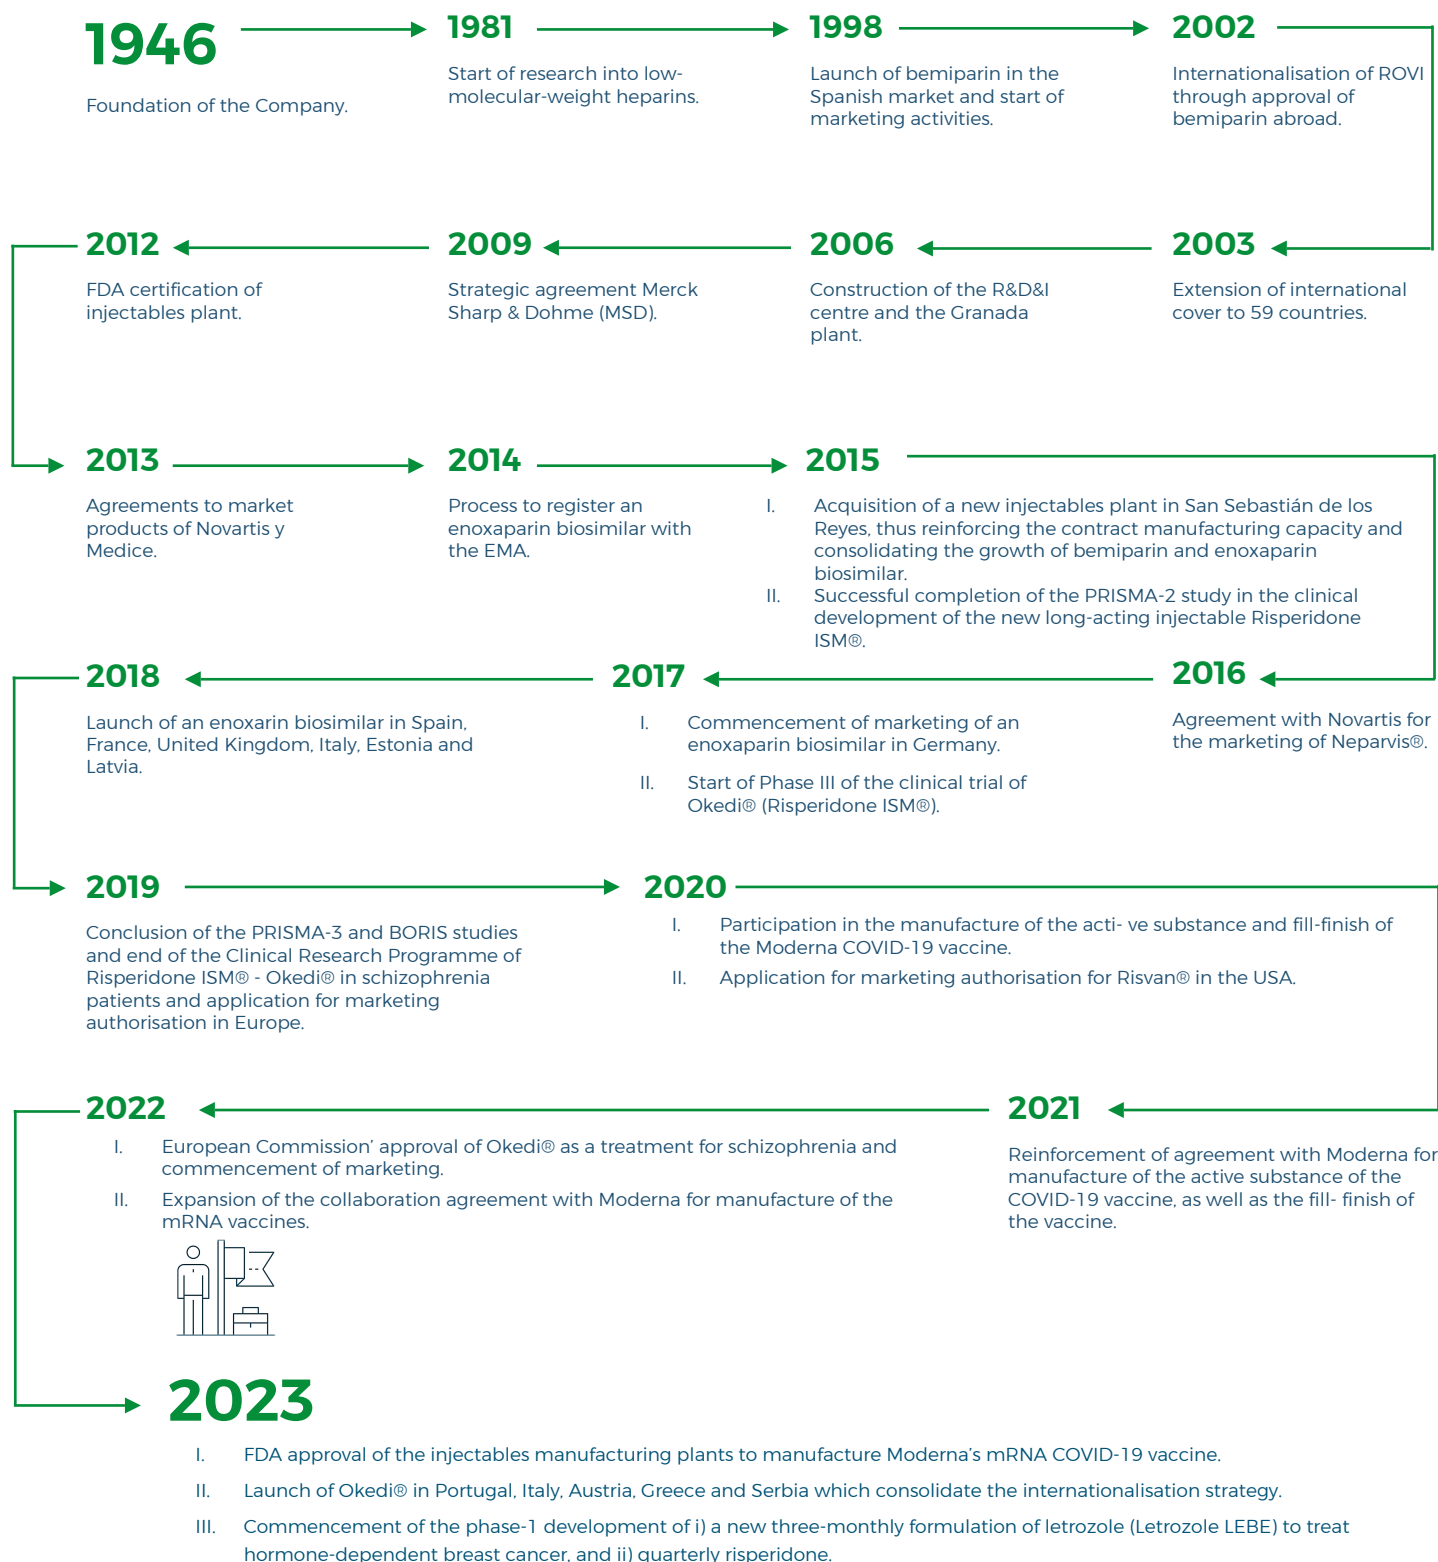 1946
Foundation of the Company.
1981
Start of research into low-
molecular-weight heparins.
1998
Launch of bemiparin in the
Spanish market and start of
marketing activities.
2002
Internationalisation of ROVI
through approval of
bemiparin abroad.
2003
Extension of international
cover to 59 countries.
2006
Construction of the R&D&I
centre and the Granada
plant.
2009
Strategic agreement Merck
Sharp & Dohme (MSD).
2012
FDA certification of
injectables plant.
2013
Agreements to market
products of Novartis y
Medice.
2014
Process to register an
enoxaparin biosimilar with
the EMA.
2015
I. Acquisition of a new injectables plant in San Sebastián de los
Reyes, thus reinforcing the contract manufacturing capacity and
consolidating the growth of bemiparin and enoxaparin
biosimilar.
II. Successful completion of the PRISMA-2 study in the clinical
development of the new long-acting injectable Risperidone
ISM®.
2016
Agreement with Novartis for
the marketing of Neparvis®.
2017
I. Commencement of marketing of an
enoxaparin biosimilar in Germany.
II. Start of Phase III of the clinical trial of
Okedi® (Risperidone ISM®).
2018
Launch of an enoxarin biosimilar in Spain,
France, United Kingdom, Italy, Estonia and
Latvia.
2019
Conclusion of the PRISMA-3 and BORIS studies
and end of the Clinical Research Programme of
Risperidone ISM® - Okedi® in schizophrenia
patients and application for marketing
authorisation in Europe.
2020
I. Participation in the manufacture of the acti- ve substance and fill-finish of
the Moderna COVID-19 vaccine.
II. Application for marketing authorisation for Risvan® in the USA.
2021
Reinforcement of agreement with Moderna for
manufacture of the active substance of the
COVID-19 vaccine, as well as the fill- finish of
the vaccine.
2022
I. European Commission’ approval of Okedi® as a treatment for schizophrenia and
commencement of marketing.
II. Expansion of the collaboration agreement with Moderna for manufacture of the
mRNA vaccines.
2023
I. FDA approval of the injectables manufacturing plants to manufacture Moderna’s mRNA COVID-19 vaccine.
II. Launch of Okedi® in Portugal, Italy, Austria, Greece and Serbia which consolidate the internationalisation strategy.
III. Commencement of the phase-1 development of i) a new three-monthly formulation of letrozole (Letrozole LEBE) to treat
hormone-dependent breast cancer, and ii) quarterly risperidone.